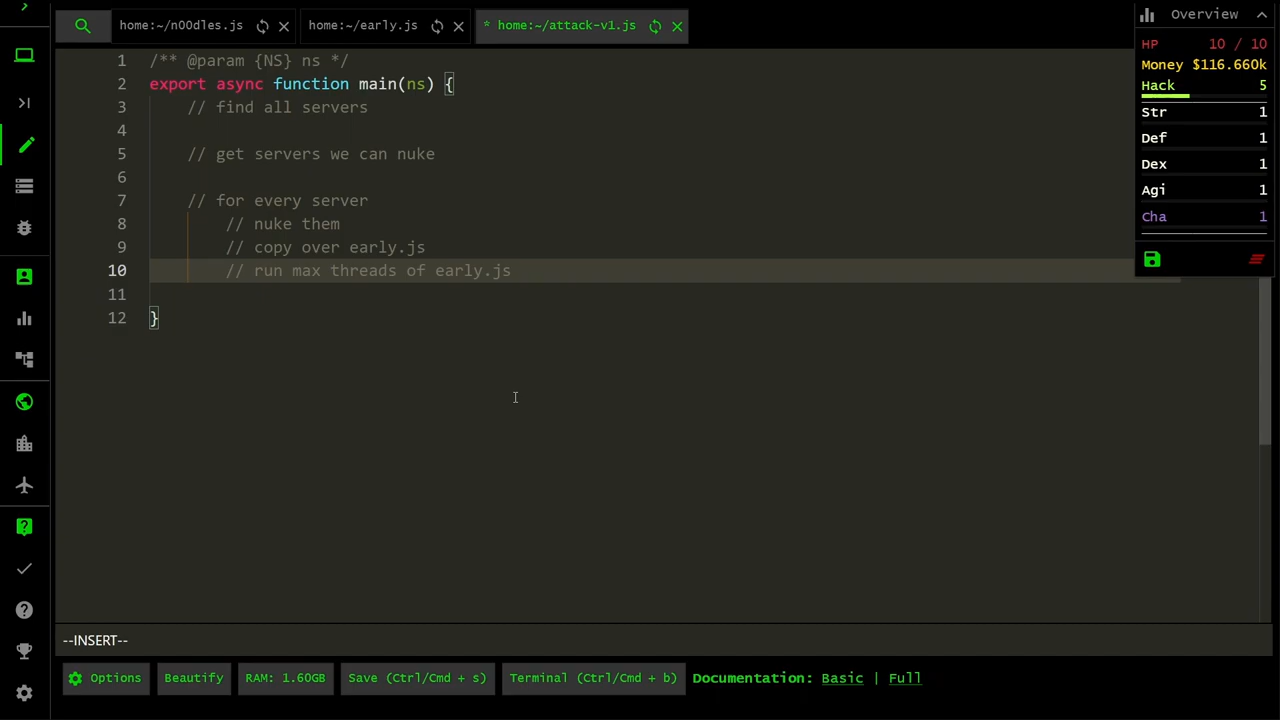 home:~/n00dles.js
home:~/early.js
* home:~/attack-v1.js
Overview
HP 10 / 10
Money $116.660k
Hack 5
Str 1
Def 1
Dex 1
Agi 1
Cha 1
1 /** @param {NS} ns */
2 export async function main(ns) {
3 // find all servers
4
5 // get servers we can nuke
6
7 // for every server
8 // nuke them
9 // copy over early.js
10 // run max threads of early.js
11
12 }
--INSERT--
Options
Beautify
RAM: 1.60GB
Save (Ctrl/Cmd + s)
Terminal (Ctrl/Cmd + b)
Documentation: Basic | Full